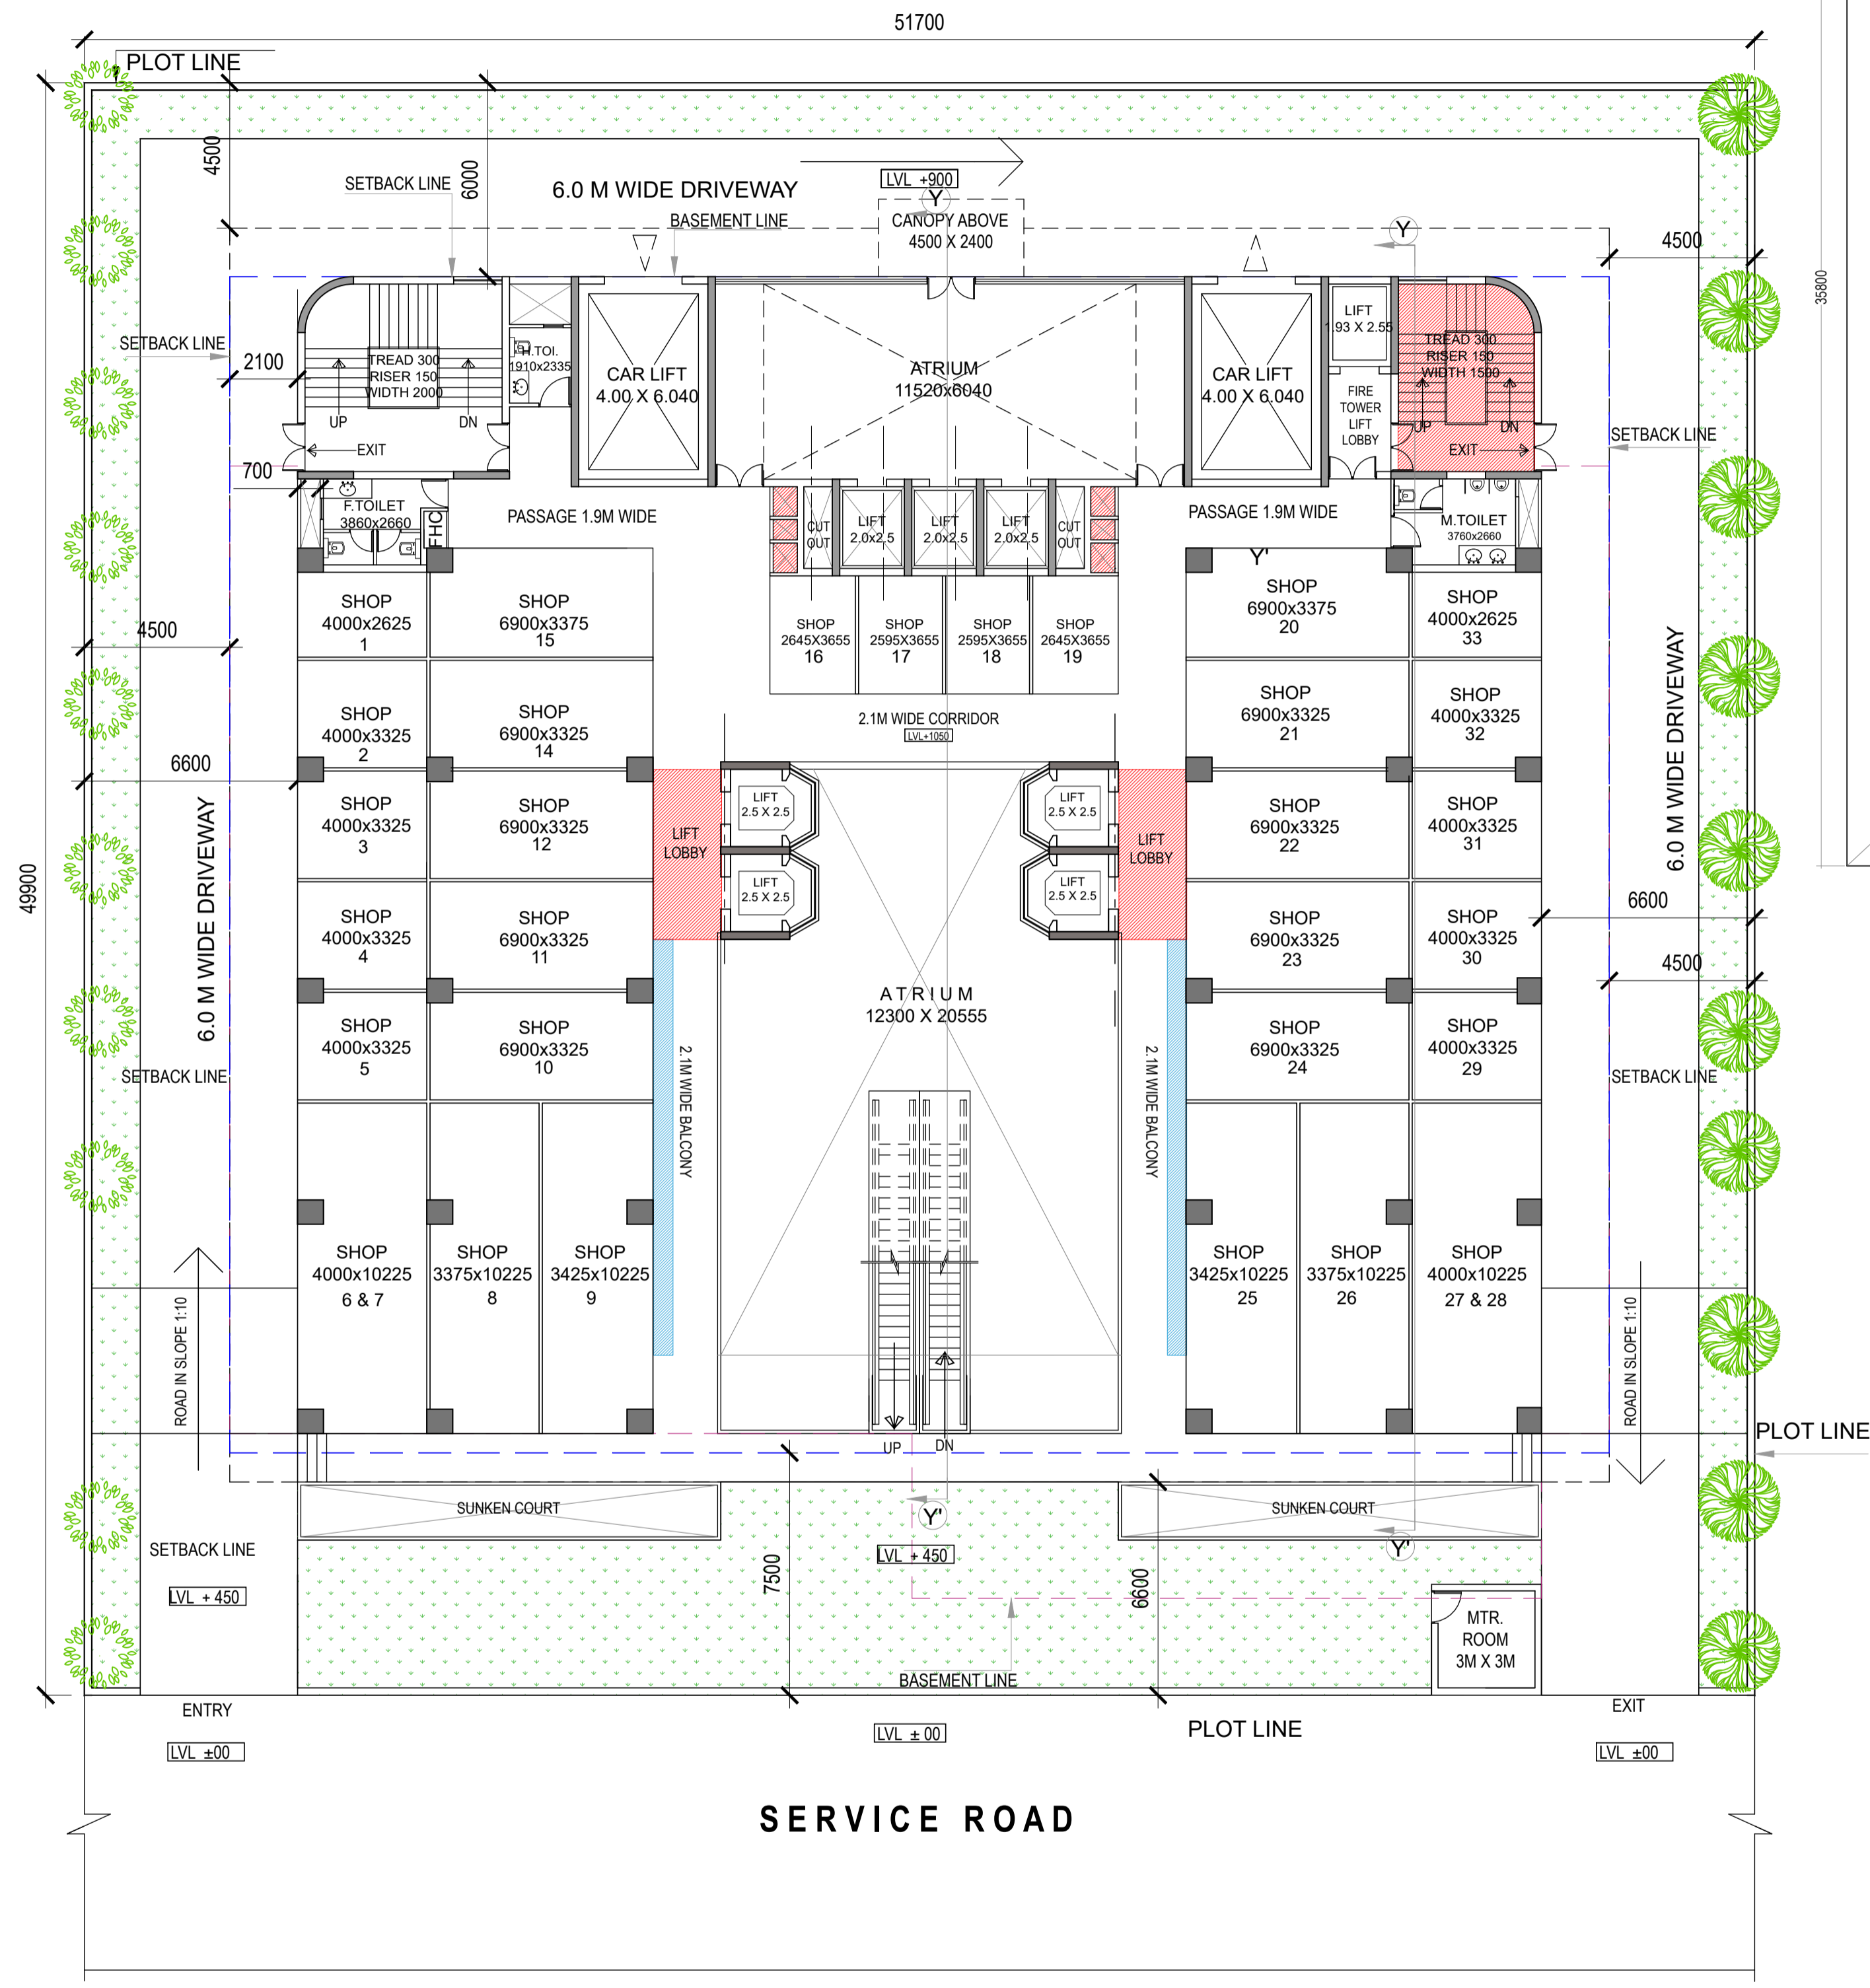 51700
PLOT LINE
4500
6000
SETBACK LINE
6.0 M WIDE DRIVEWAY
LVL +900
Y
BASEMENT LINE
CANOPY ABOVE
4500 X 2400
Y
4500
35800
SETBACK LINE
2100
TREAD 300
RISER 150
WIDTH 2000
UP
DN
EXIT
H.TOI.
1910x2335
CAR LIFT
4.00 X 6.040
ATRIUM
11520x6040
CAR LIFT
4.00 X 6.040
LIFT
1.93 X 2.55
FIRE
TOWER
LIFT
LOBBY
TREAD 300
RISER 150
WIDTH 1500
UP
DN
EXIT
SETBACK LINE
700
F.TOILET
3860x2660
FHC
PASSAGE 1.9M WIDE
CUT
OUT
LIFT
2.0x2.5
LIFT
2.0x2.5
LIFT
2.0x2.5
CUT
OUT
PASSAGE 1.9M WIDE
M.TOILET
3760x2660
Y'
SHOP
4000x2625
1
SHOP
6900x3375
15
SHOP
2645X3655
16
SHOP
2595X3655
17
SHOP
2595X3655
18
SHOP
2645X3655
19
SHOP
6900x3375
20
SHOP
4000x2625
33
4500
SHOP
4000x3325
2
SHOP
6900x3325
14
2.1M WIDE CORRIDOR
LVL+1050
SHOP
6900x3325
21
SHOP
4000x3325
32
6.0 M WIDE DRIVEWAY
6600
SHOP
4000x3325
3
SHOP
6900x3325
12
LIFT
LOBBY
LIFT
2.5 X 2.5
LIFT
2.5 X 2.5
LIFT
LOBBY
SHOP
6900x3325
22
SHOP
4000x3325
31
49900
6.0 M WIDE DRIVEWAY
SHOP
4000x3325
4
SHOP
6900x3325
11
LIFT
2.5 X 2.5
LIFT
2.5 X 2.5
SHOP
6900x3325
23
SHOP
4000x3325
30
6600
4500
ATRIUM
12300 X 20555
SHOP
4000x3325
5
SHOP
6900x3325
10
2.1M WIDE BALCONY
2.1M WIDE BALCONY
SHOP
6900x3325
24
SHOP
4000x3325
29
SETBACK LINE
SETBACK LINE
SHOP
4000x10225
6 & 7
SHOP
3375x10225
8
SHOP
3425x10225
9
SHOP
3425x10225
25
SHOP
3375x10225
26
SHOP
4000x10225
27 & 28
ROAD IN SLOPE 1:10
ROAD IN SLOPE 1:10
UP
DN
PLOT LINE
SUNKEN COURT
Y'
SUNKEN COURT
Y'
SETBACK LINE
LVL + 450
LVL + 450
7500
6600
MTR.
ROOM
3M X 3M
BASEMENT LINE
ENTRY
EXIT
LVL ±00
LVL ± 00
PLOT LINE
LVL ±00
SERVICE ROAD